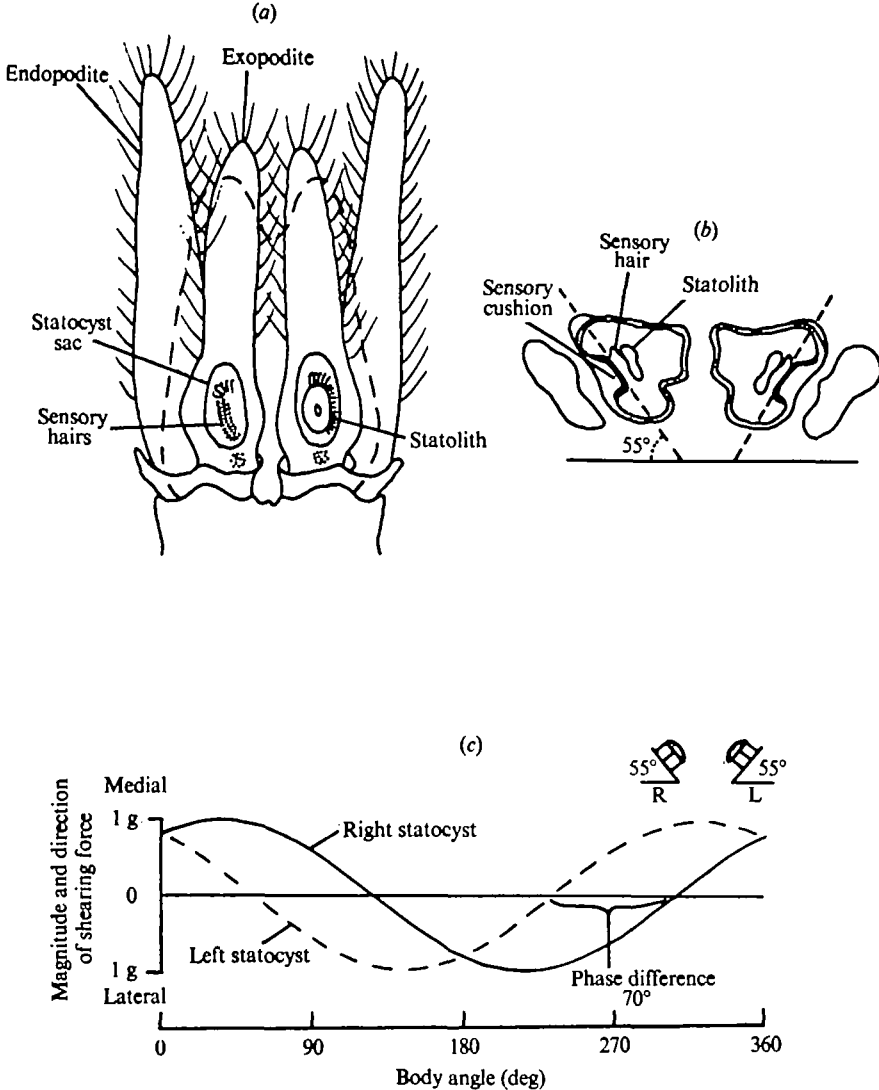 (a)
Endopodite
Exopodite
Statocyst
sac
Sensory
hairs
Statolith
(b)
Sensory
hair
Sensory
cushion
Statolith
55°
(c)
55°
55°
R
L
Magnitude and direction
of shearing force
Medial
1 g
0
1 g
Lateral
Right statocyst
Left statocyst
Phase difference
70°
0
90
180
270
360
Body angle (deg)